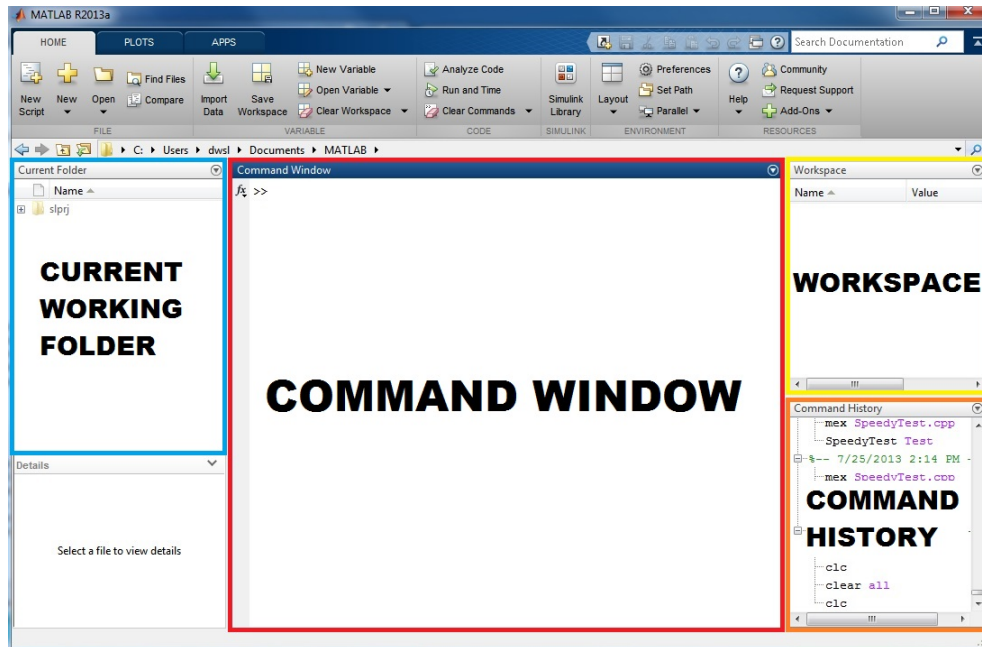 MATLAB R2013a
HOME PLOTS APPS Search Documentation
New Script New Open Find Files Compare Import Data Save Workspace New Variable Open Variable Clear Workspace Analyze Code Run and Time Clear Commands Simulink Library Layout Preferences Set Path Parallel Help Community Request Support Add-Ons
FILE VARIABLE CODE SIMULINK ENVIRONMENT RESOURCES
C: Users dwsl Documents MATLAB
Current Folder
Name
slprj
CURRENT
WORKING
FOLDER
Details
Select a file to view details
Command Window
fx >>
COMMAND WINDOW
Workspace
Name Value
WORKSPACE
Command History
mex SpeedyTest.cpp
SpeedyTest Test
%-- 7/25/2013 2:14 PM -
mex SpeedyTest.cpp
COMMAND
HISTORY
clc
clear all
clc